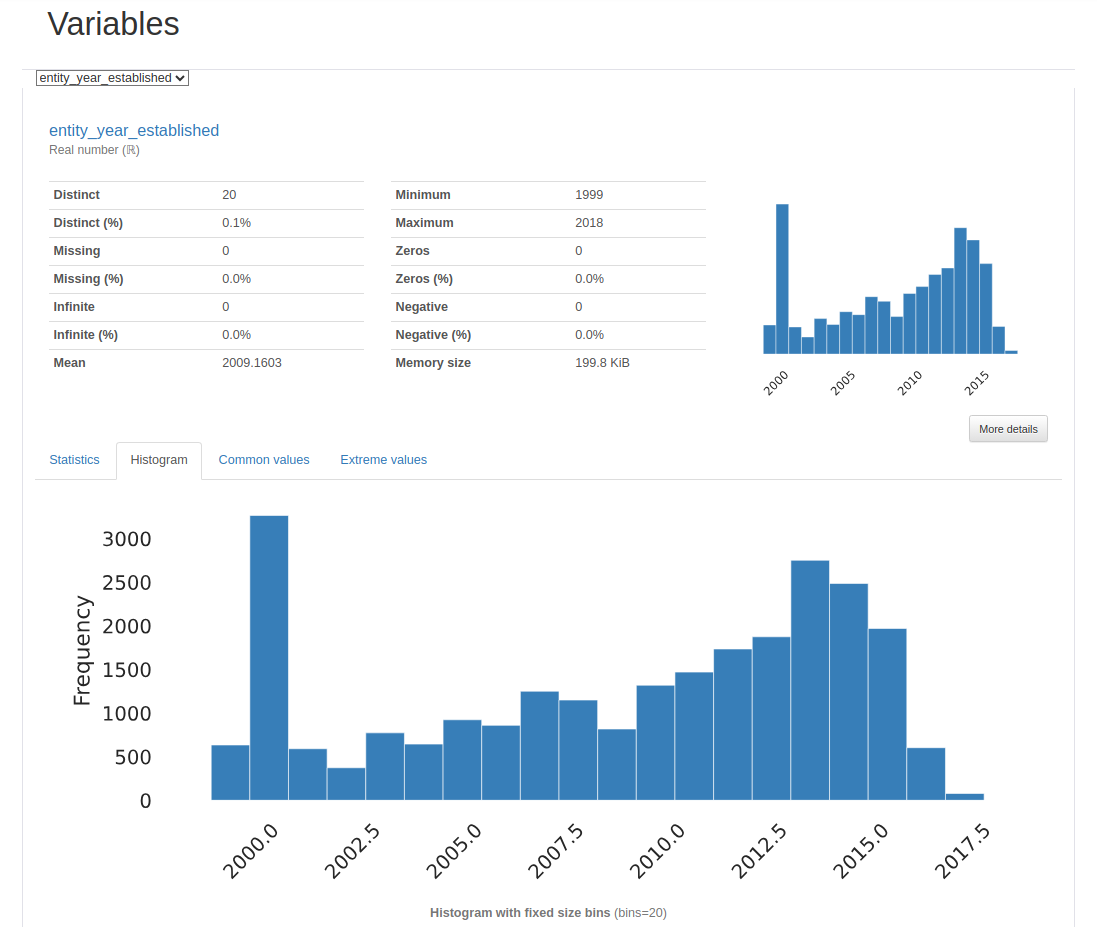 Variables
entity_year_established
entity_year_established
Real number (ℝ)
Distinct 20
Distinct (%) 0.1%
Missing 0
Missing (%) 0.0%
Infinite 0
Infinite (%) 0.0%
Mean 2009.1603
Minimum 1999
Maximum 2018
Zeros 0
Zeros (%) 0.0%
Negative 0
Negative (%) 0.0%
Memory size 199.8 KiB
2000 2005 2010 2015
More details
Statistics Histogram Common values Extreme values
Frequency
3000
2500
2000
1500
1000
500
0
2000.0 2002.5 2005.0 2007.5 2010.0 2012.5 2015.0 2017.5
Histogram with fixed size bins (bins=20)